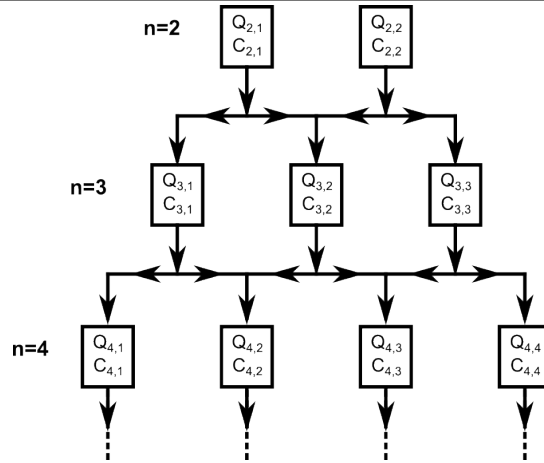 n=2
Q2,1
C2,1
Q2,2
C2,2
n=3
Q3,1
C3,1
Q3,2
C3,2
Q3,3
C3,3
n=4
Q4,1
C4,1
Q4,2
C4,2
Q4,3
C4,3
Q4,4
C4,4